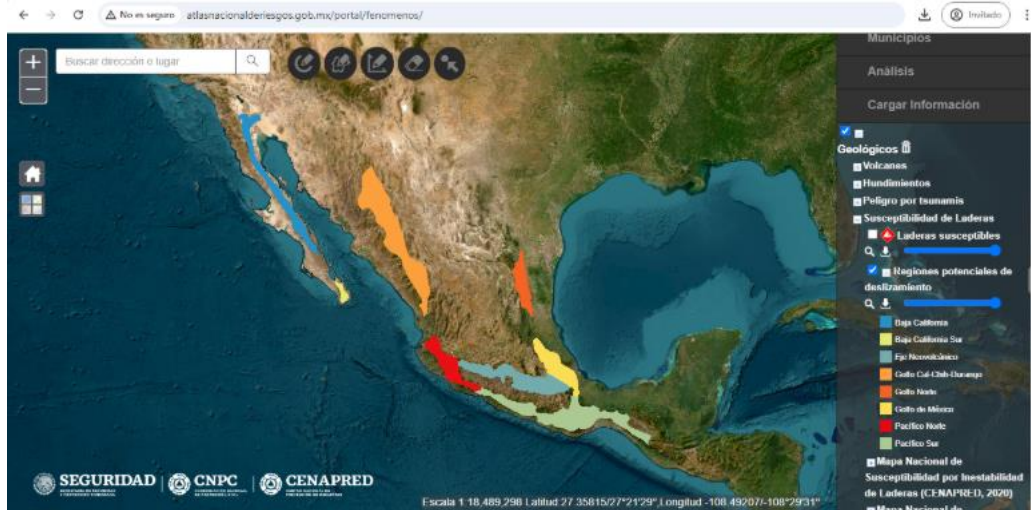 No es seguro atlasnacionalderiesgos.gob.mx/portal/fenomenos/
Invitado
+
Buscar dirección o lugar
−
Municipios
Análisis
Cargar Información
Geológicos
Volcanes
Hundimientos
Peligro por tsunamis
Susceptibilidad de Laderas
Laderas susceptibles
Regiones potenciales de
deslizamiento
Baja California
Baja California Sur
Eje Neovolcánico
Golfo Cal-Chih-Durango
Golfo Norte
Golfo de México
Pacífico Norte
Pacífico Sur
Mapa Nacional de
Susceptibilidad por Inestabilidad
de Laderas (CENAPRED, 2020)
Mapa Nacional de
SEGURIDAD
CNPC
CENAPRED
Escala 1:18,489,298 Latitud 27.35815/27°21'29", Longitud -108.49207/-108°29'31"